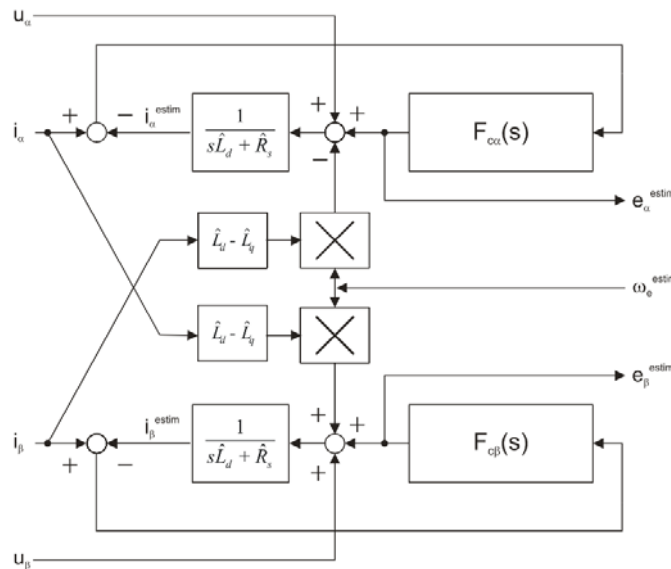 u_α
+ − i_α^estim 1 / (sL̂_d + R̂_s) + + − F_cα(s)
i_α
e_α^estim
L̂_d - L̂_q
ω_e^estim
L̂_d - L̂_q
e_β^estim
i_β^estim 1 / (sL̂_d + R̂_s) + + + F_cβ(s)
i_β
+ −
u_β